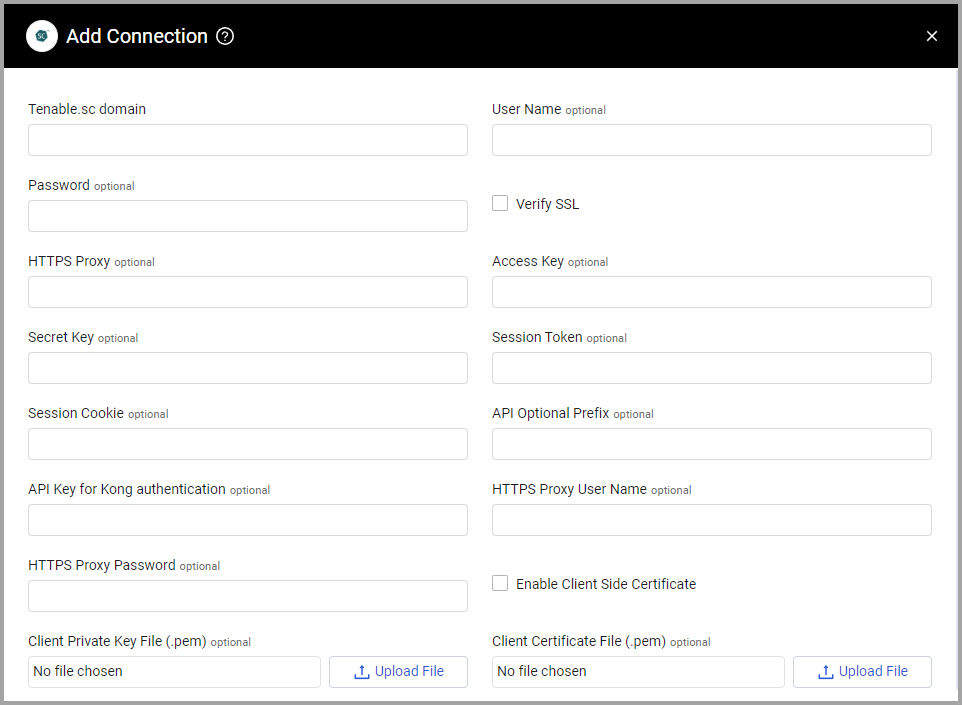 SC
Add Connection ?
Tenable.sc domain
User Name optional
Password optional
Verify SSL
HTTPS Proxy optional
Access Key optional
Secret Key optional
Session Token optional
Session Cookie optional
API Optional Prefix optional
API Key for Kong authentication optional
HTTPS Proxy User Name optional
HTTPS Proxy Password optional
Enable Client Side Certificate
Client Private Key File (.pem) optional
Client Certificate File (.pem) optional
No file chosen
Upload File
No file chosen
Upload File